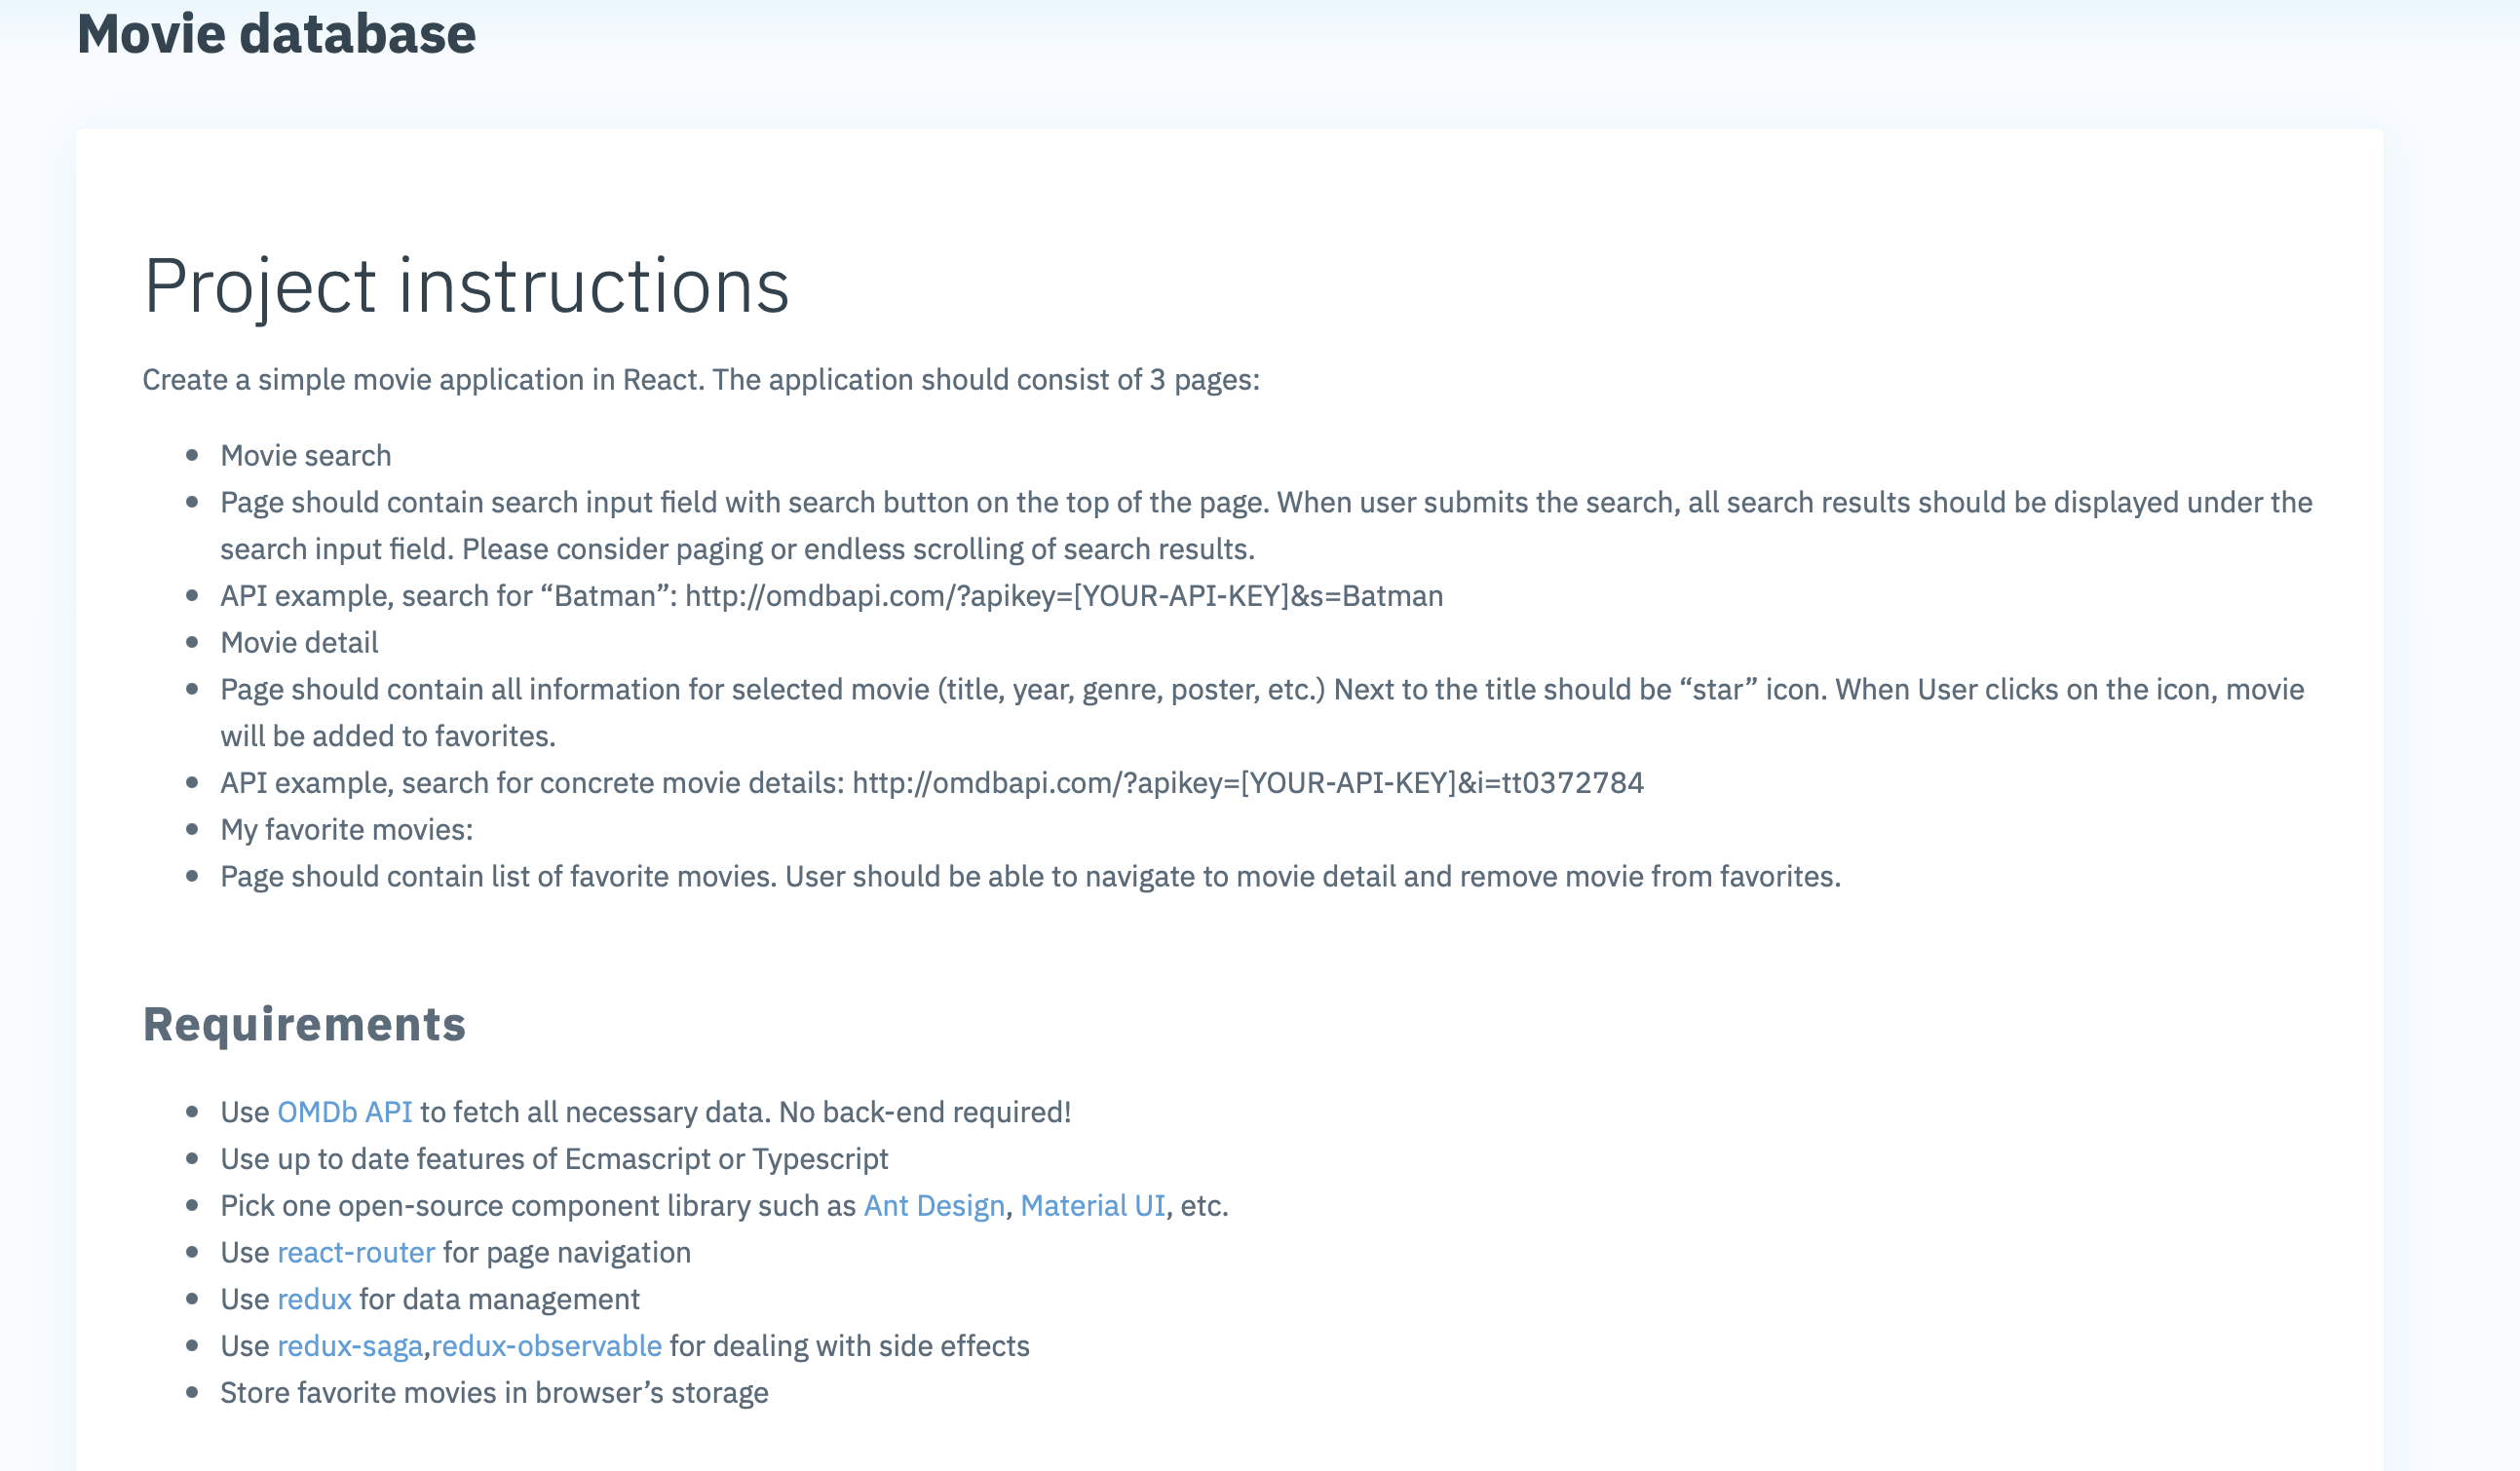 Movie database
Project instructions
Create a simple movie application in React. The application should consist of 3 pages:
Movie search
Page should contain search input field with search button on the top of the page. When user submits the search, all search results should be displayed under the
search input field. Please consider paging or endless scrolling of search results.
API example, search for “Batman”: http://omdbapi.com/?apikey=[YOUR-API-KEY]&s=Batman
Movie detail
Page should contain all information for selected movie (title, year, genre, poster, etc.) Next to the title should be “star” icon. When User clicks on the icon, movie
will be added to favorites.
API example, search for concrete movie details: http://omdbapi.com/?apikey=[YOUR-API-KEY]&i=tt0372784
My favorite movies:
Page should contain list of favorite movies. User should be able to navigate to movie detail and remove movie from favorites.
Requirements
Use OMDb API to fetch all necessary data. No back-end required!
Use up to date features of Ecmascript or Typescript
Pick one open-source component library such as Ant Design, Material UI, etc.
Use react-router for page navigation
Use redux for data management
Use redux-saga,redux-observable for dealing with side effects
Store favorite movies in browser’s storage